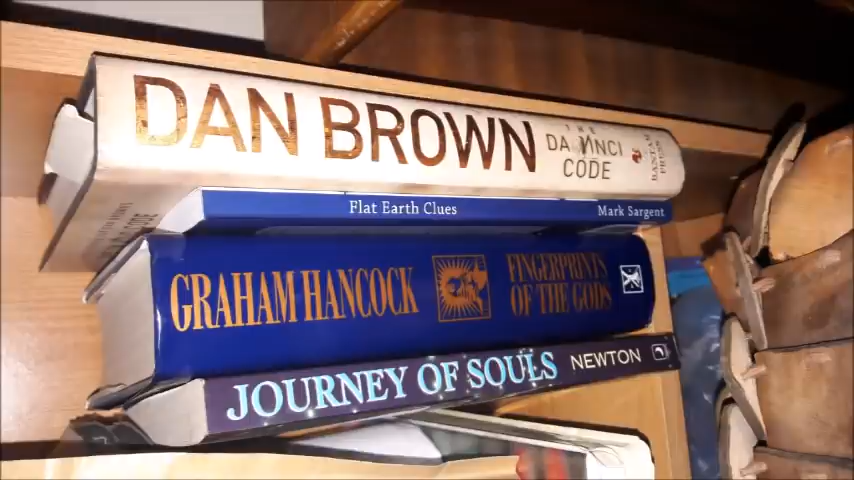 DAN BROWN
THE
DA VINCI
CODE
BANTAM
PRESS
Flat Earth Clues
Mark Sargent
GRAHAM HANCOCK
FINGERPRINTS
OF THE GODS
JOURNEY OF SOULS
NEWTON